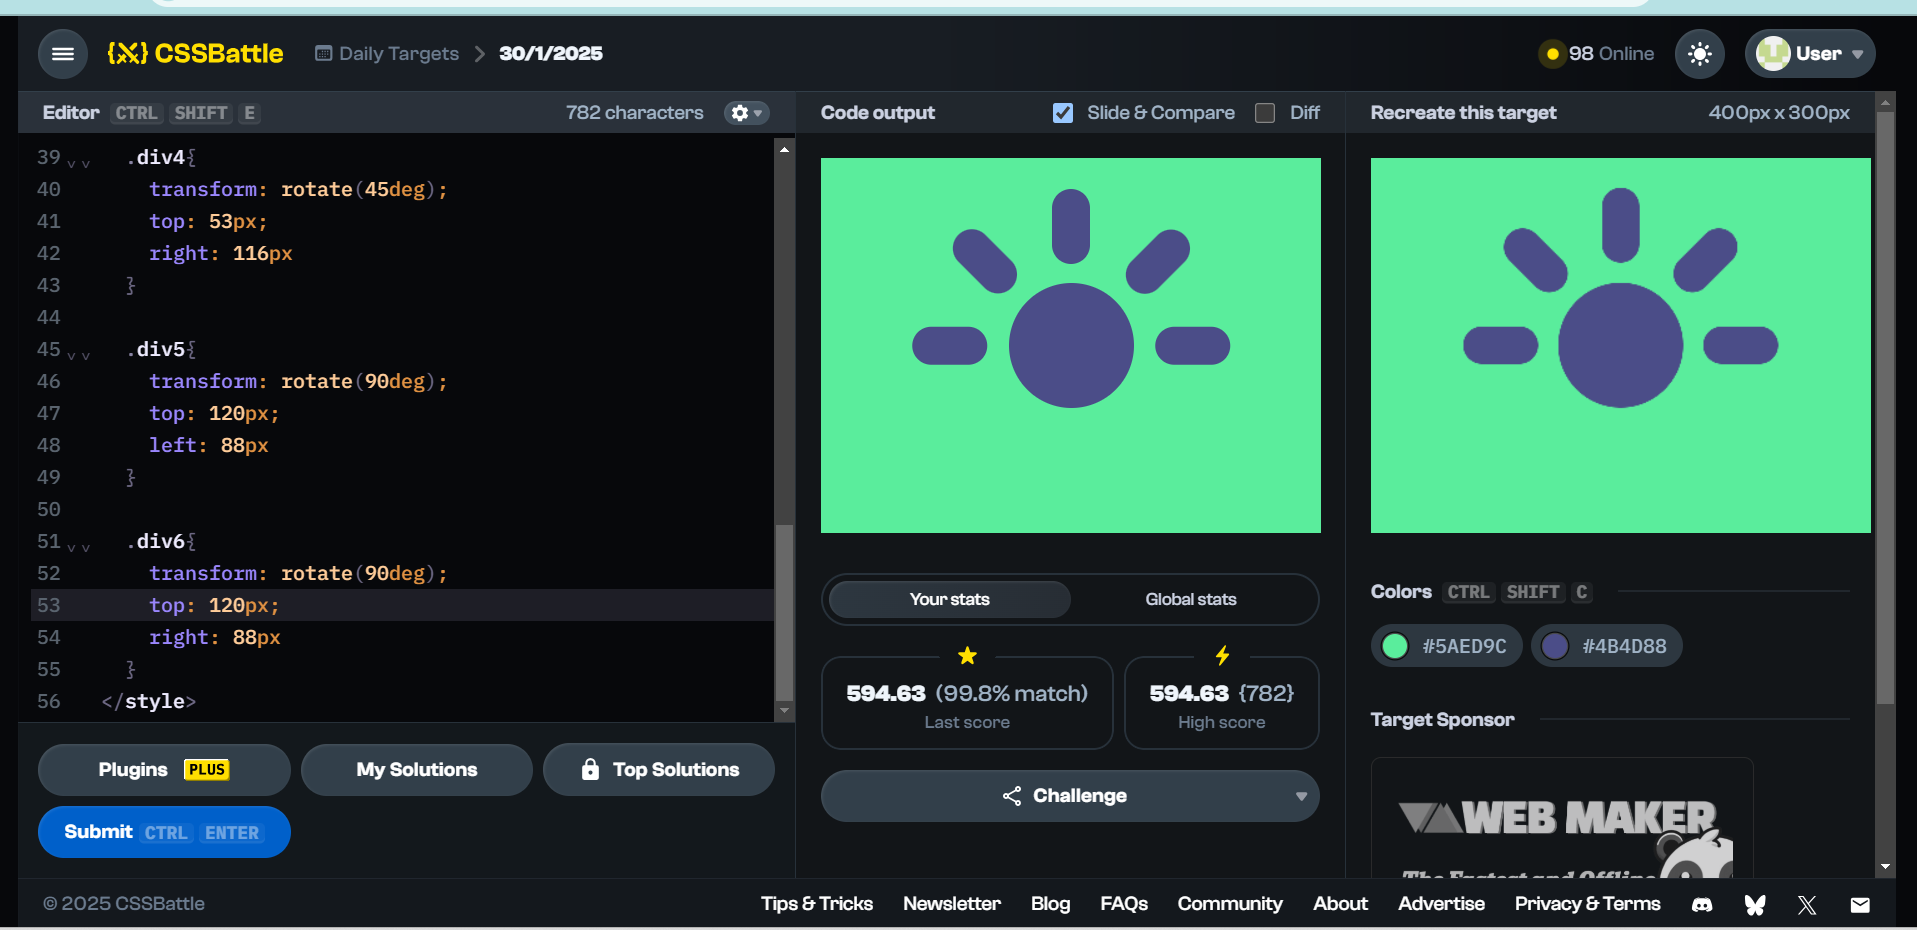 {X} CSSBattle
Daily Targets
30/1/2025
98 Online
User
Editor CTRL SHIFT E
782 characters
39 .div4{
40 transform: rotate(45deg);
41 top: 53px;
42 right: 116px
43 }
44
45 .div5{
46 transform: rotate(90deg);
47 top: 120px;
48 left: 88px
49 }
50
51 .div6{
52 transform: rotate(90deg);
53 top: 120px;
54 right: 88px
55 }
56 </style>
Plugins PLUS
My Solutions
Top Solutions
Submit CTRL ENTER
Code output
Slide & Compare
Diff
Your stats
Global stats
594.63 (99.8% match)
Last score
594.63 {782}
High score
Challenge
Recreate this target
400px x 300px
Colors CTRL SHIFT C
#5AED9C
#4B4D88
Target Sponsor
WEB MAKER
The Fastest and Offline
© 2025 CSSBattle
Tips & Tricks
Newsletter
Blog
FAQs
Community
About
Advertise
Privacy & Terms